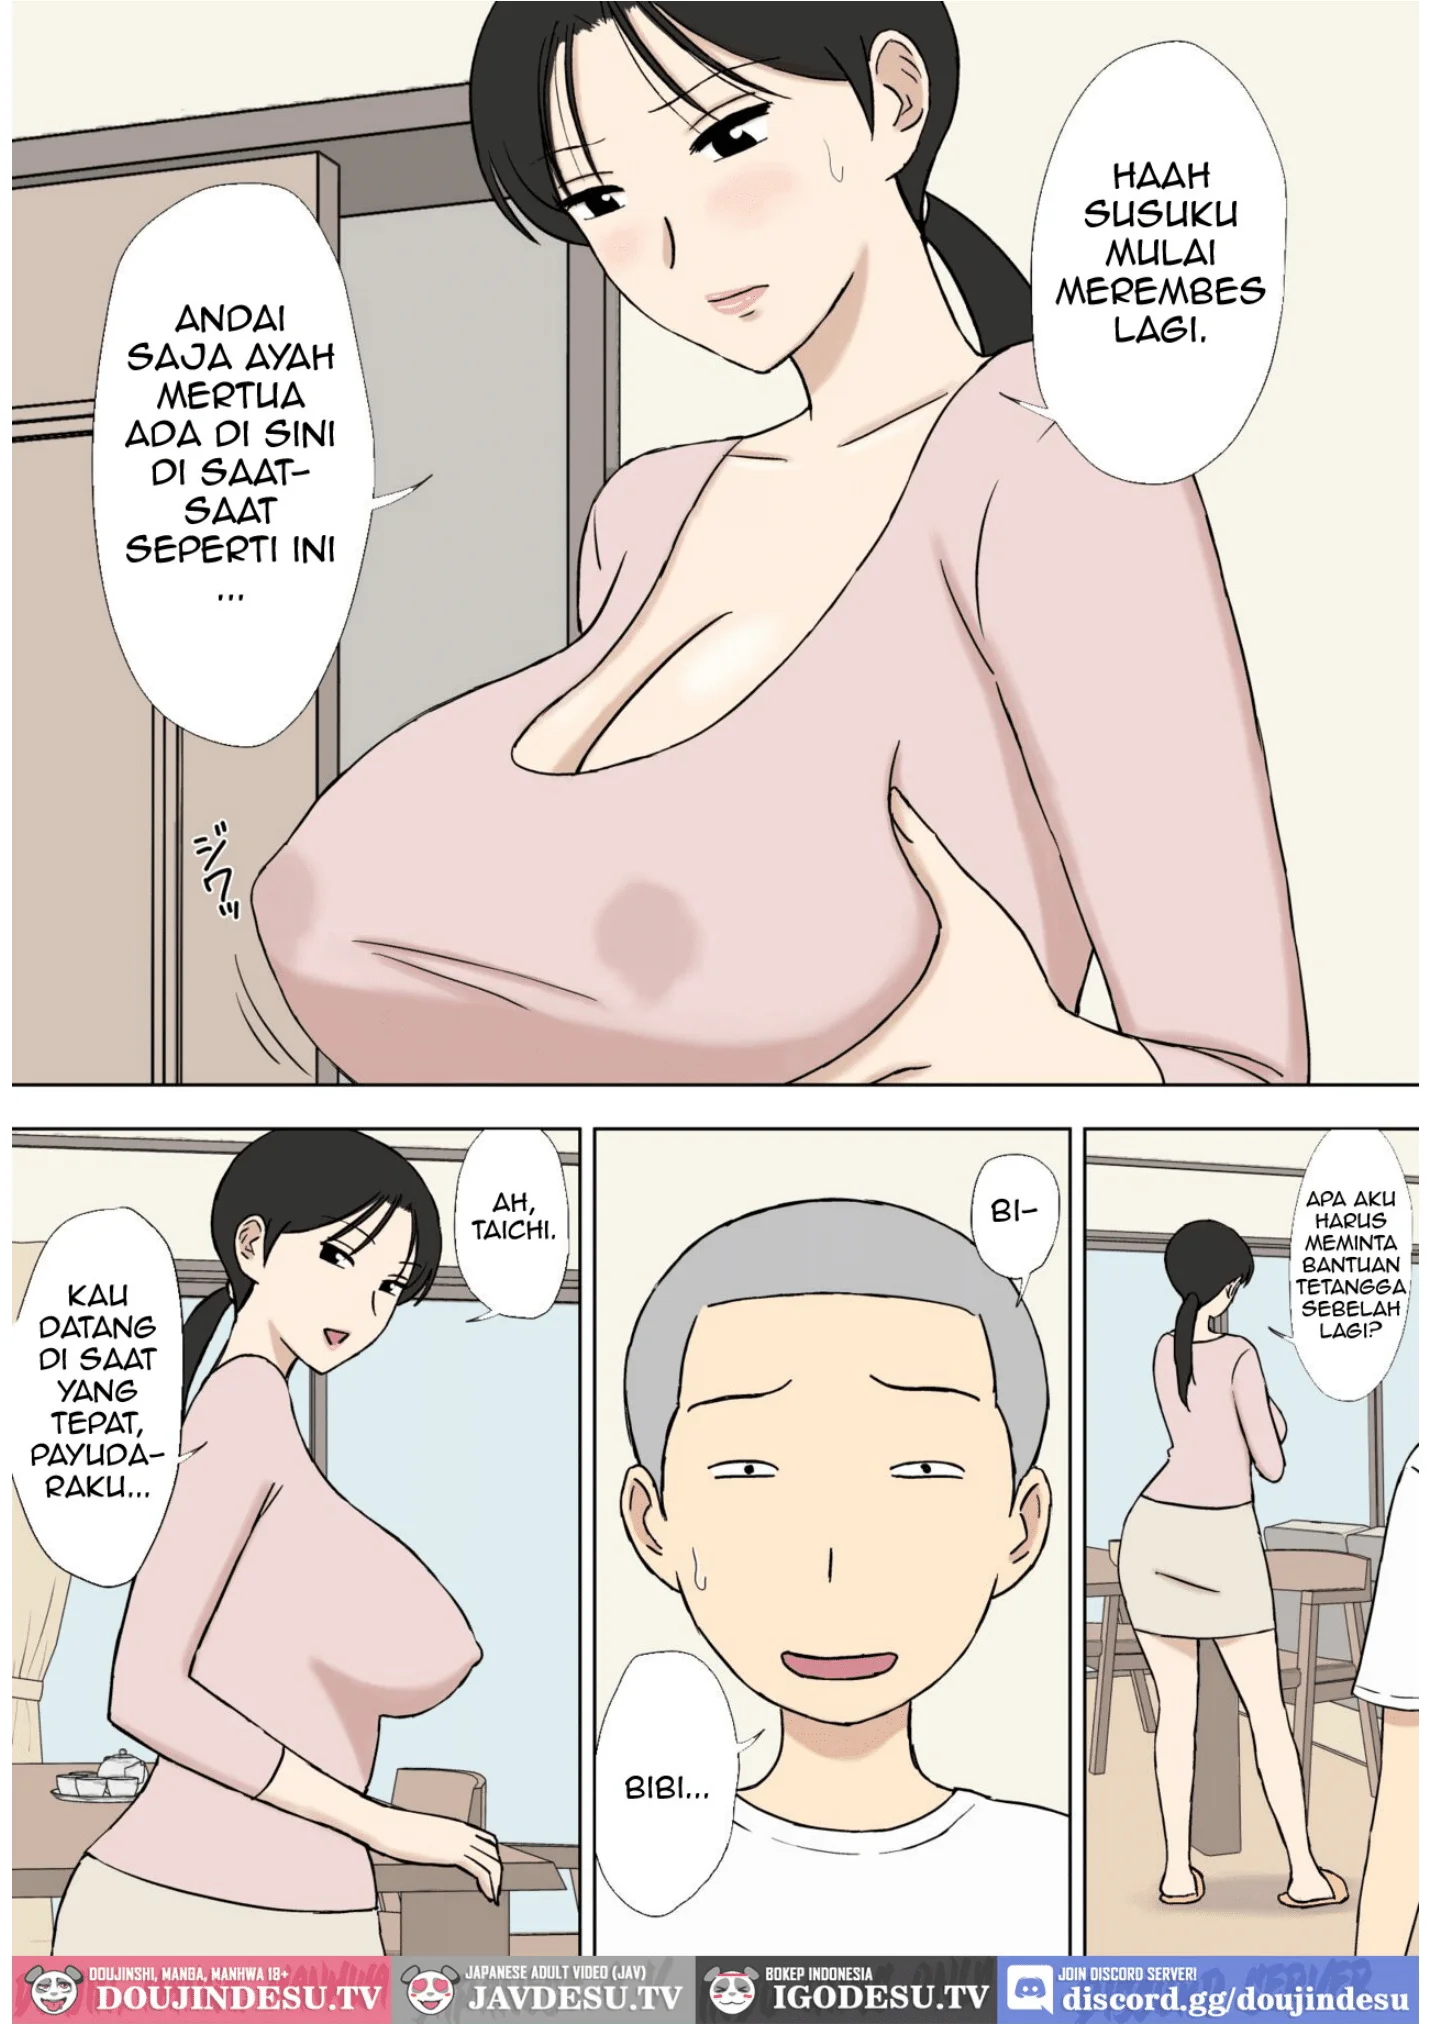 HAAH
SUSUKU
MULAI
MEREMBES
LAGI.
ANDAI
SAJA AYAH
MERTUA
ADA DI SINI
DI SAAT-
SAAT
SEPERTI INI
...
ジワッ
APA AKU
HARUS
MEMINTA
BANTUAN
TETANGGA
SEBELAH
LAGI?
BI-
BIBI...
AH,
TAICHI.
KAU
DATANG
DI SAAT
YANG
TEPAT,
PAYUDA-
RAKU...
DOUJINSHI, MANGA, MANHWA 18+
DOUJINDESU.TV
JAPANESE ADULT VIDEO (JAV)
JAVDESU.TV
BOKEP INDONESIA
IGODESU.TV
JOIN DISCORD SERVER!
discord.gg/doujindesu